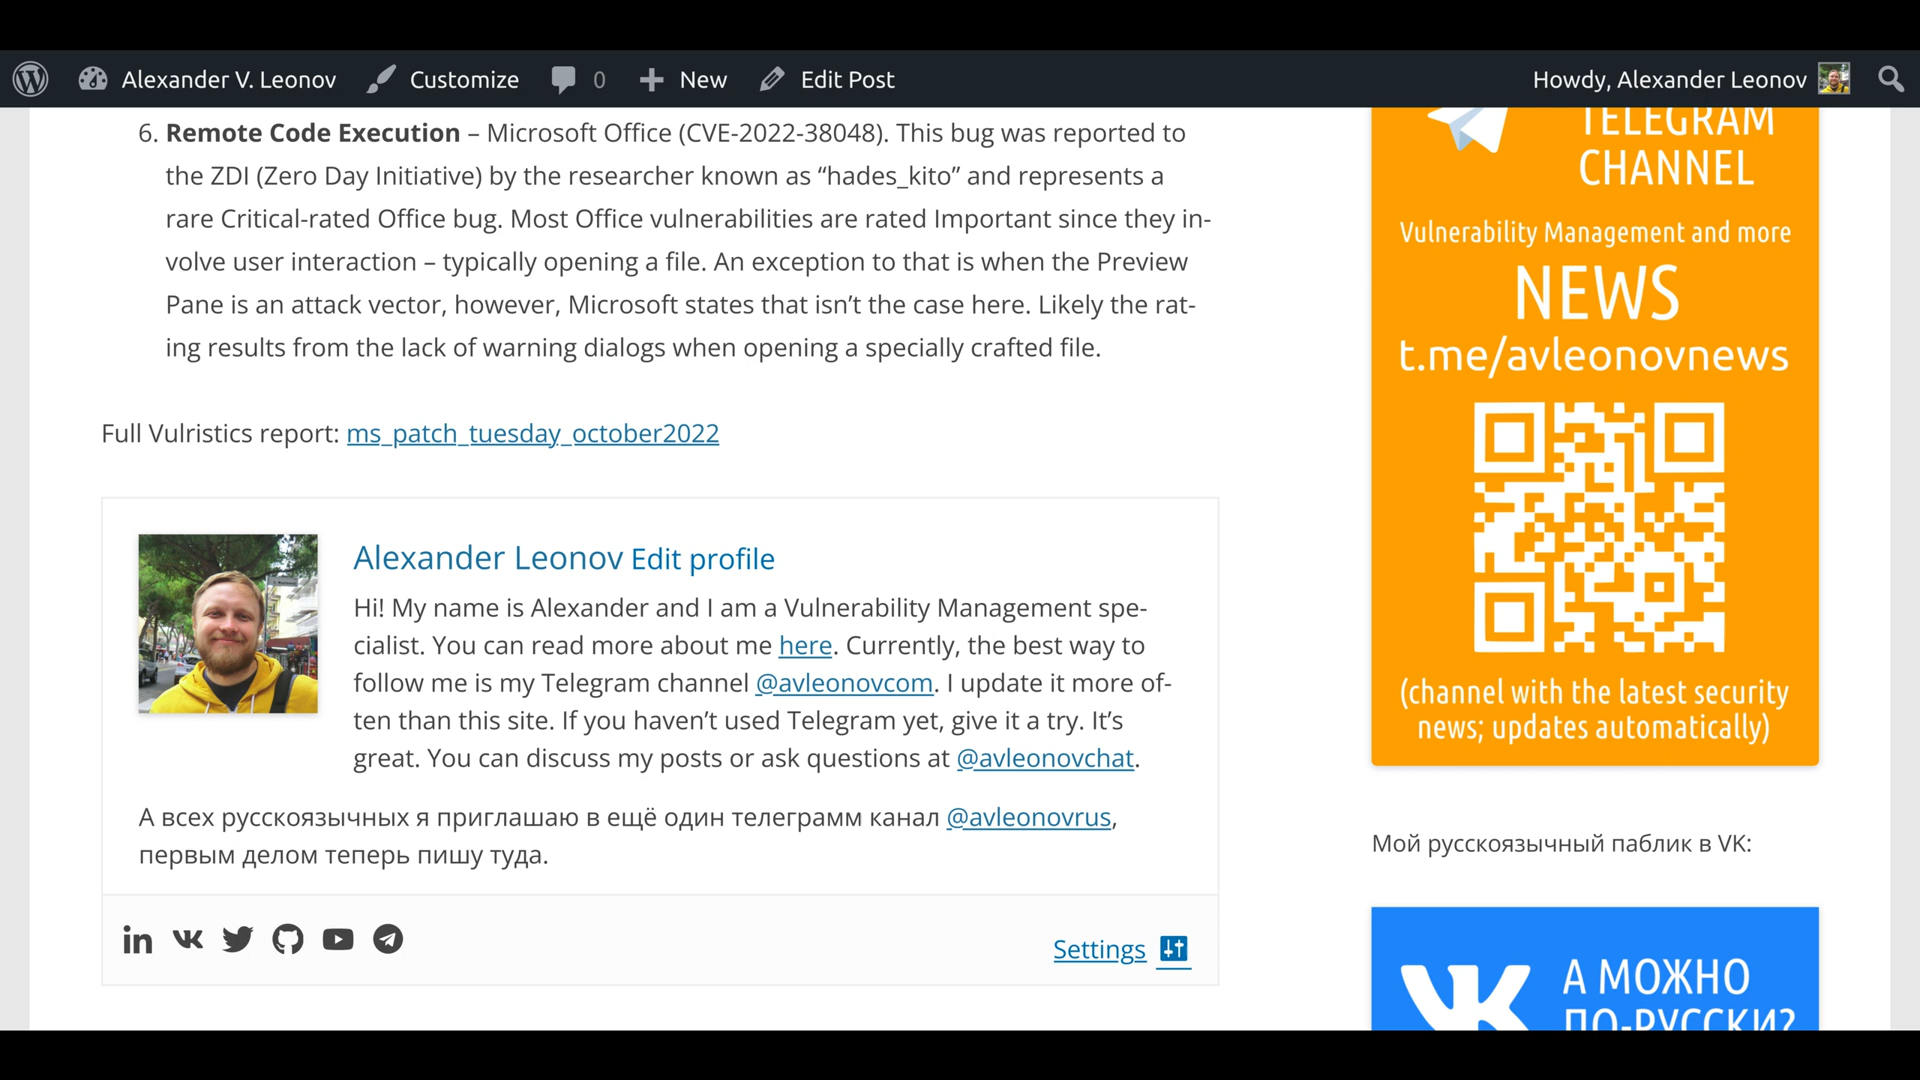 Alexander V. Leonov Customize 0 New Edit Post Howdy, Alexander Leonov
6. Remote Code Execution – Microsoft Office (CVE-2022-38048). This bug was reported to
the ZDI (Zero Day Initiative) by the researcher known as “hades_kito” and represents a
rare Critical-rated Office bug. Most Office vulnerabilities are rated Important since they in-
volve user interaction – typically opening a file. An exception to that is when the Preview
Pane is an attack vector, however, Microsoft states that isn’t the case here. Likely the rat-
ing results from the lack of warning dialogs when opening a specially crafted file.
Full Vulristics report: ms_patch_tuesday_october2022
Alexander Leonov Edit profile
Hi! My name is Alexander and I am a Vulnerability Management spe-
cialist. You can read more about me here. Currently, the best way to
follow me is my Telegram channel @avleonovcom. I update it more of-
ten than this site. If you haven’t used Telegram yet, give it a try. It’s
great. You can discuss my posts or ask questions at @avleonovchat.
А всех русскоязычных я приглашаю в ещё один телеграмм канал @avleonovrus,
первым делом теперь пишу туда.
Settings
TELEGRAM
CHANNEL
Vulnerability Management and more
NEWS
t.me/avleonovnews
(channel with the latest security
news; updates automatically)
Мой русскоязычный паблик в VK:
А МОЖНО
ПО-РУССКИ?